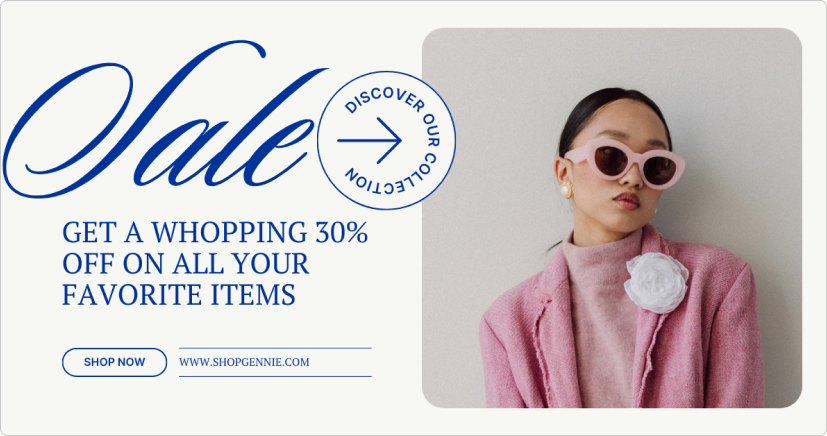 Sale
DISCOVER OUR COLLECTION
GET A WHOPPING 30%
OFF ON ALL YOUR
FAVORITE ITEMS
SHOP NOW
WWW.SHOPGENNIE.COM